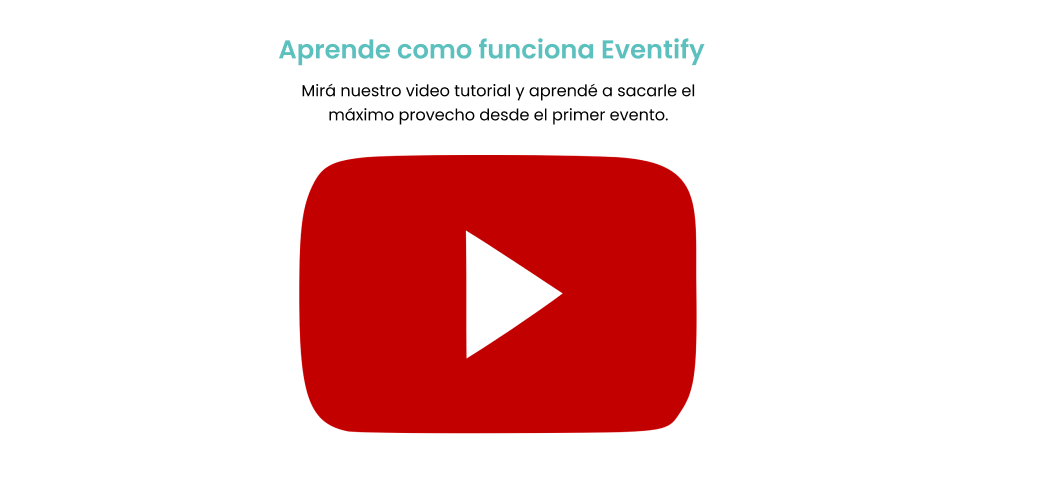 Aprende como funciona Eventify
Mirá nuestro video tutorial y aprendé a sacarle el
máximo provecho desde el primer evento.